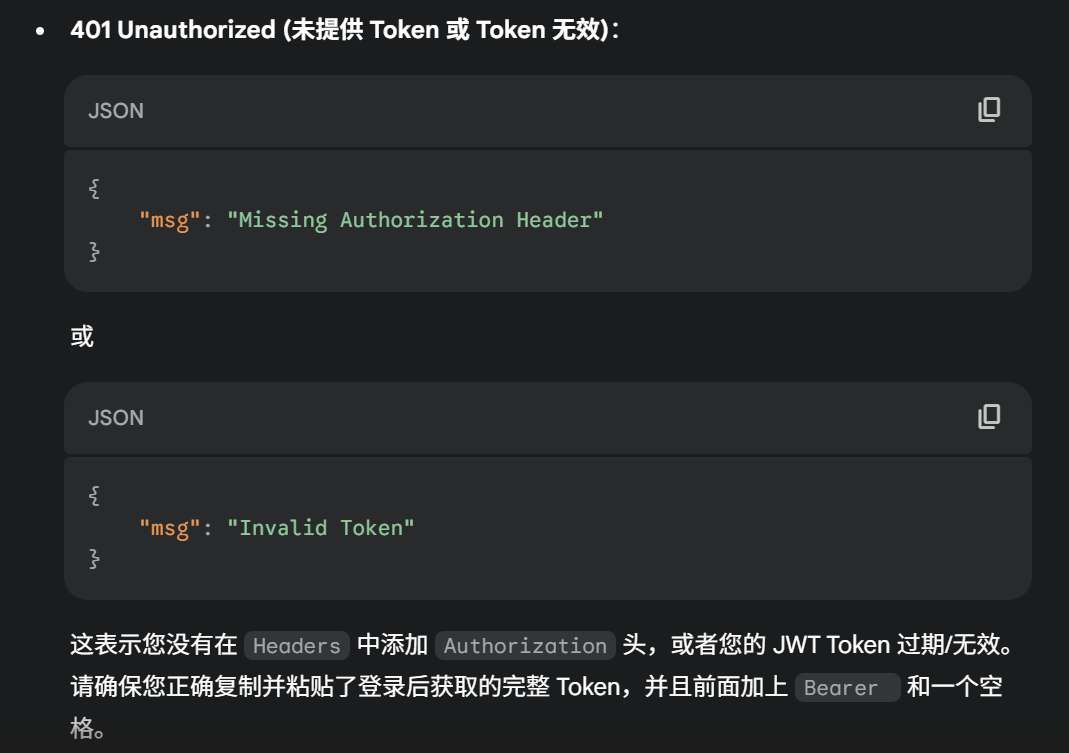 401 Unauthorized (未提供 Token 或 Token 无效)：
JSON
{
"msg": "Missing Authorization Header"
}
或
JSON
{
"msg": "Invalid Token"
}
这表示您没有在 Headers 中添加 Authorization 头，或者您的 JWT Token 过期/无效。
请确保您正确复制并粘贴了登录后获取的完整 Token，并且前面加上 Bearer 和一个空
格。